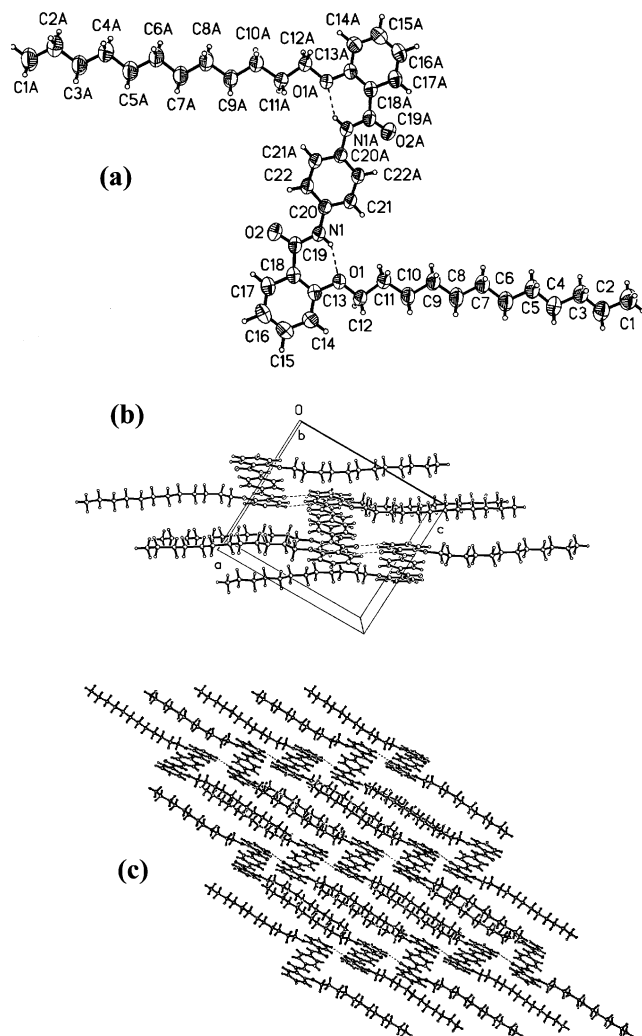 C14A C15A
C2A C4A C6A C8A C10A C12A C13A C16A
C17A
C1A C3A C5A C7A C9A C11A O1A C18A
C19A
N1A O2A
C21A C20A
(a) C22 C22A
C20 C21
O2 N1
C19
C18 O1 C10 C8 C6 C4 C2
C17 C13 C11 C9 C7 C5 C3 C1
C16 C12
C15 C14
(b) O
b
c
a
(c)